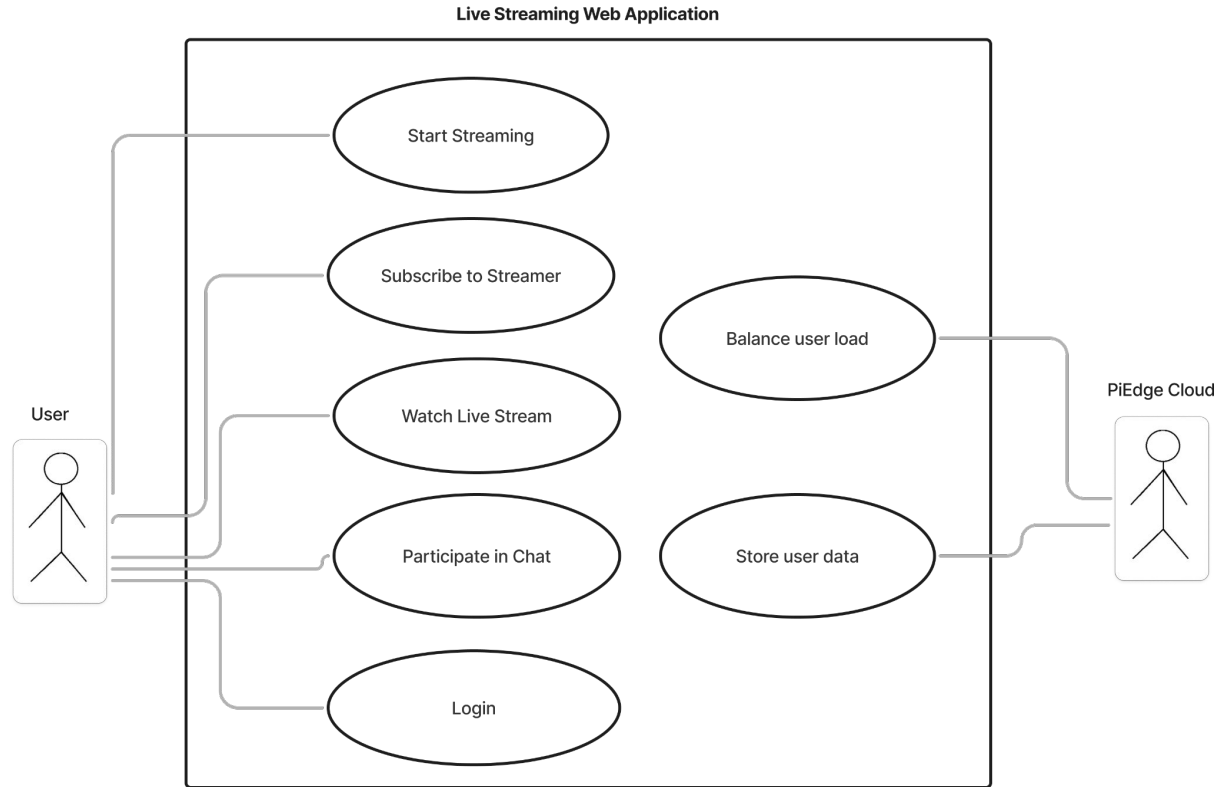 Live Streaming Web Application
Start Streaming
Subscribe to Streamer
Balance user load
Watch Live Stream
User
PiEdge Cloud
Participate in Chat
Store user data
Login